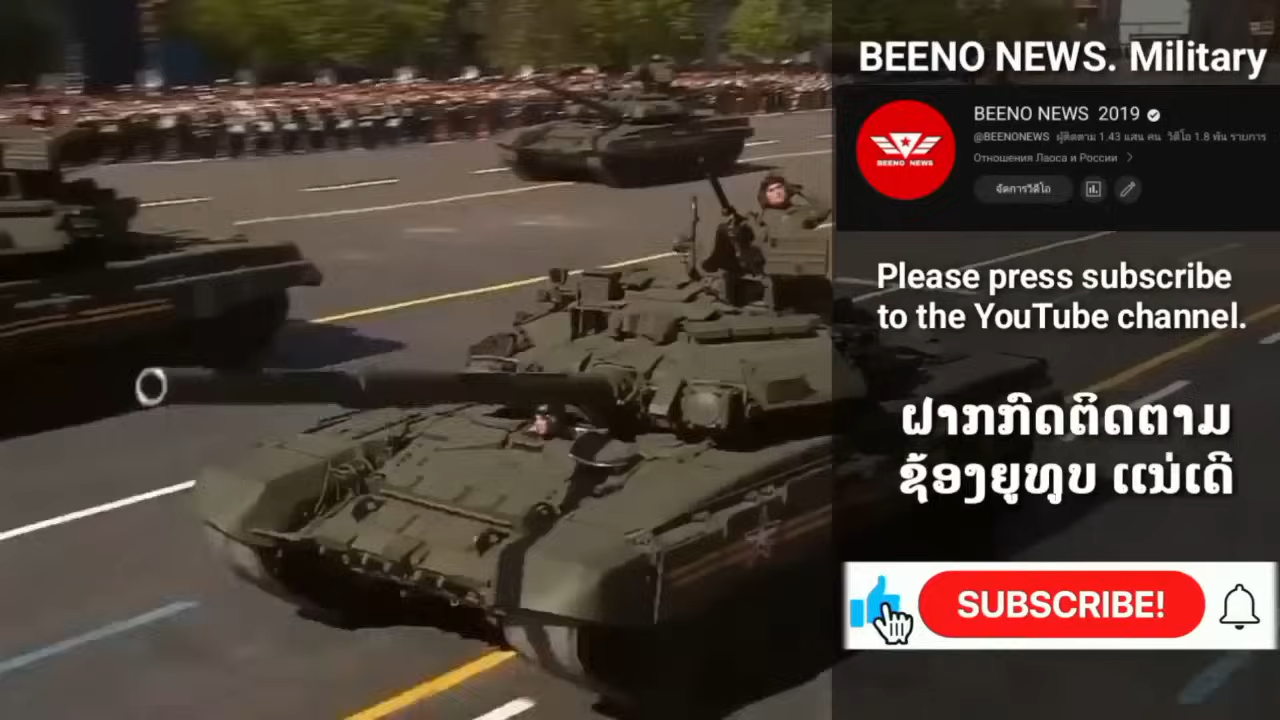 BEENO NEWS. Military
BEENO NEWS
BEENO NEWS 2019
@BEENONEWS ผู้ติดตาม 1.43 แสน คน วิดีโอ 1.8 พัน รายการ
Отношения Лаоса и России
จัดการวิดีโอ
Please press subscribe
to the YouTube channel.
ຝາກກົດຕິດຕາມ
ຊ້ອງຍູທູບ ແນ່ເດີ
SUBSCRIBE!